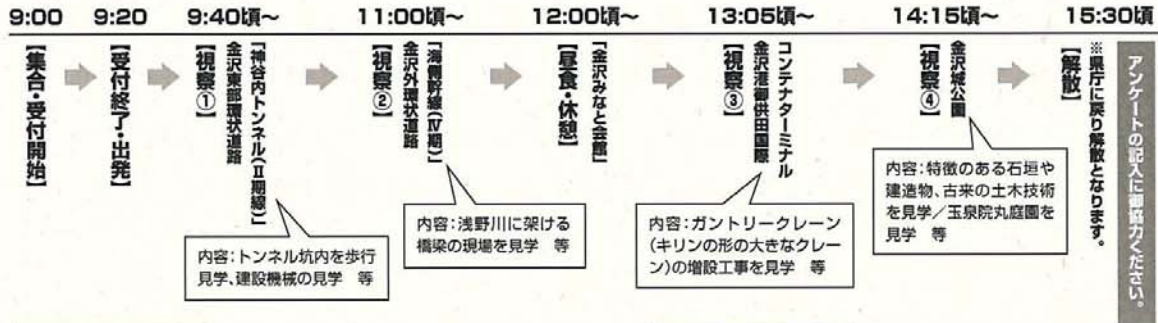 9:00
9:20
9:40頃~
11:00頃~
12:00頃~
13:05頃~
14:15頃~
15:30頃
【集合・受付開始】
【受付終了・出発】
【視察①】
金沢東部環状道路
「神谷内トンネル(Ⅱ期線)」
内容:トンネル坑内を歩行
見学、建設機械の見学 等
【視察②】
金沢外環状道路
「海側幹線(Ⅳ期)」
内容:浅野川に架ける
橋梁の現場を見学 等
【昼食・休憩】
「金沢みなと会館」
【視察③】
金沢港御供田国際
コンテナターミナル
内容:ガントリークレーン
(キリンの形の大きなクレー
ン)の増設工事を見学 等
【視察④】
金沢城公園
内容:特徴のある石垣や
建造物、古来の土木技術
を見学/玉泉院丸庭園を
見学 等
【解散】
※県庁に戻り解散となります。
アンケートの記入に御協力ください。